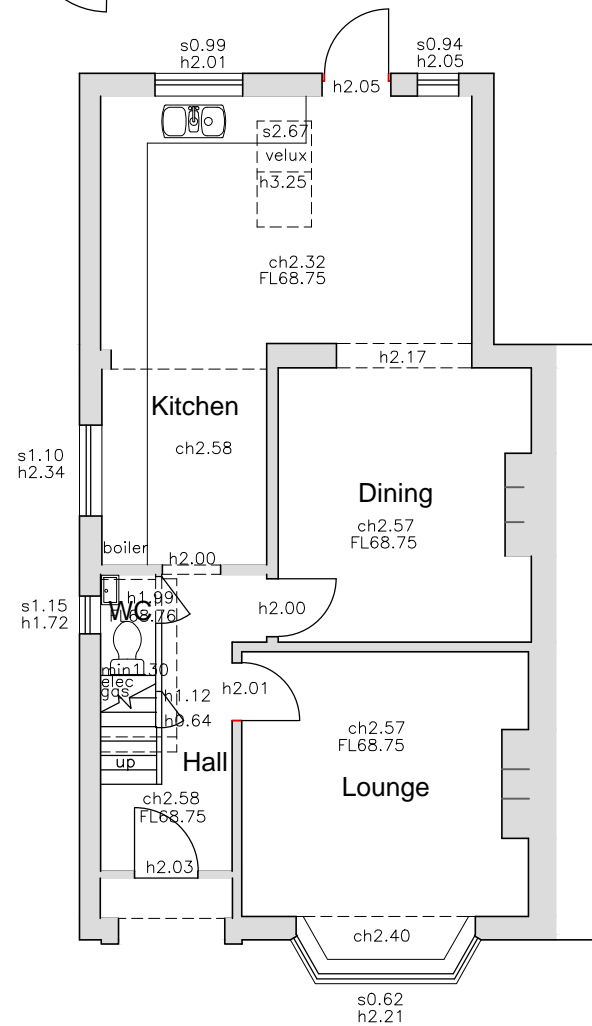 s0.99
h2.01
s0.94
h2.05
h2.05
s2.67
velux
h3.25
ch2.32
FL68.75
h2.17
Kitchen
ch2.58
s1.10
h2.34
Dining
ch2.57
FL68.75
boiler
h2.00
s1.15
h1.72
h1.99
WC
FL68.76
h2.00
min1.30
elec
gas
h1.12
h0.64
h2.01
up
Hall
ch2.57
FL68.75
Lounge
ch2.58
FL68.75
h2.03
ch2.40
s0.62
h2.21